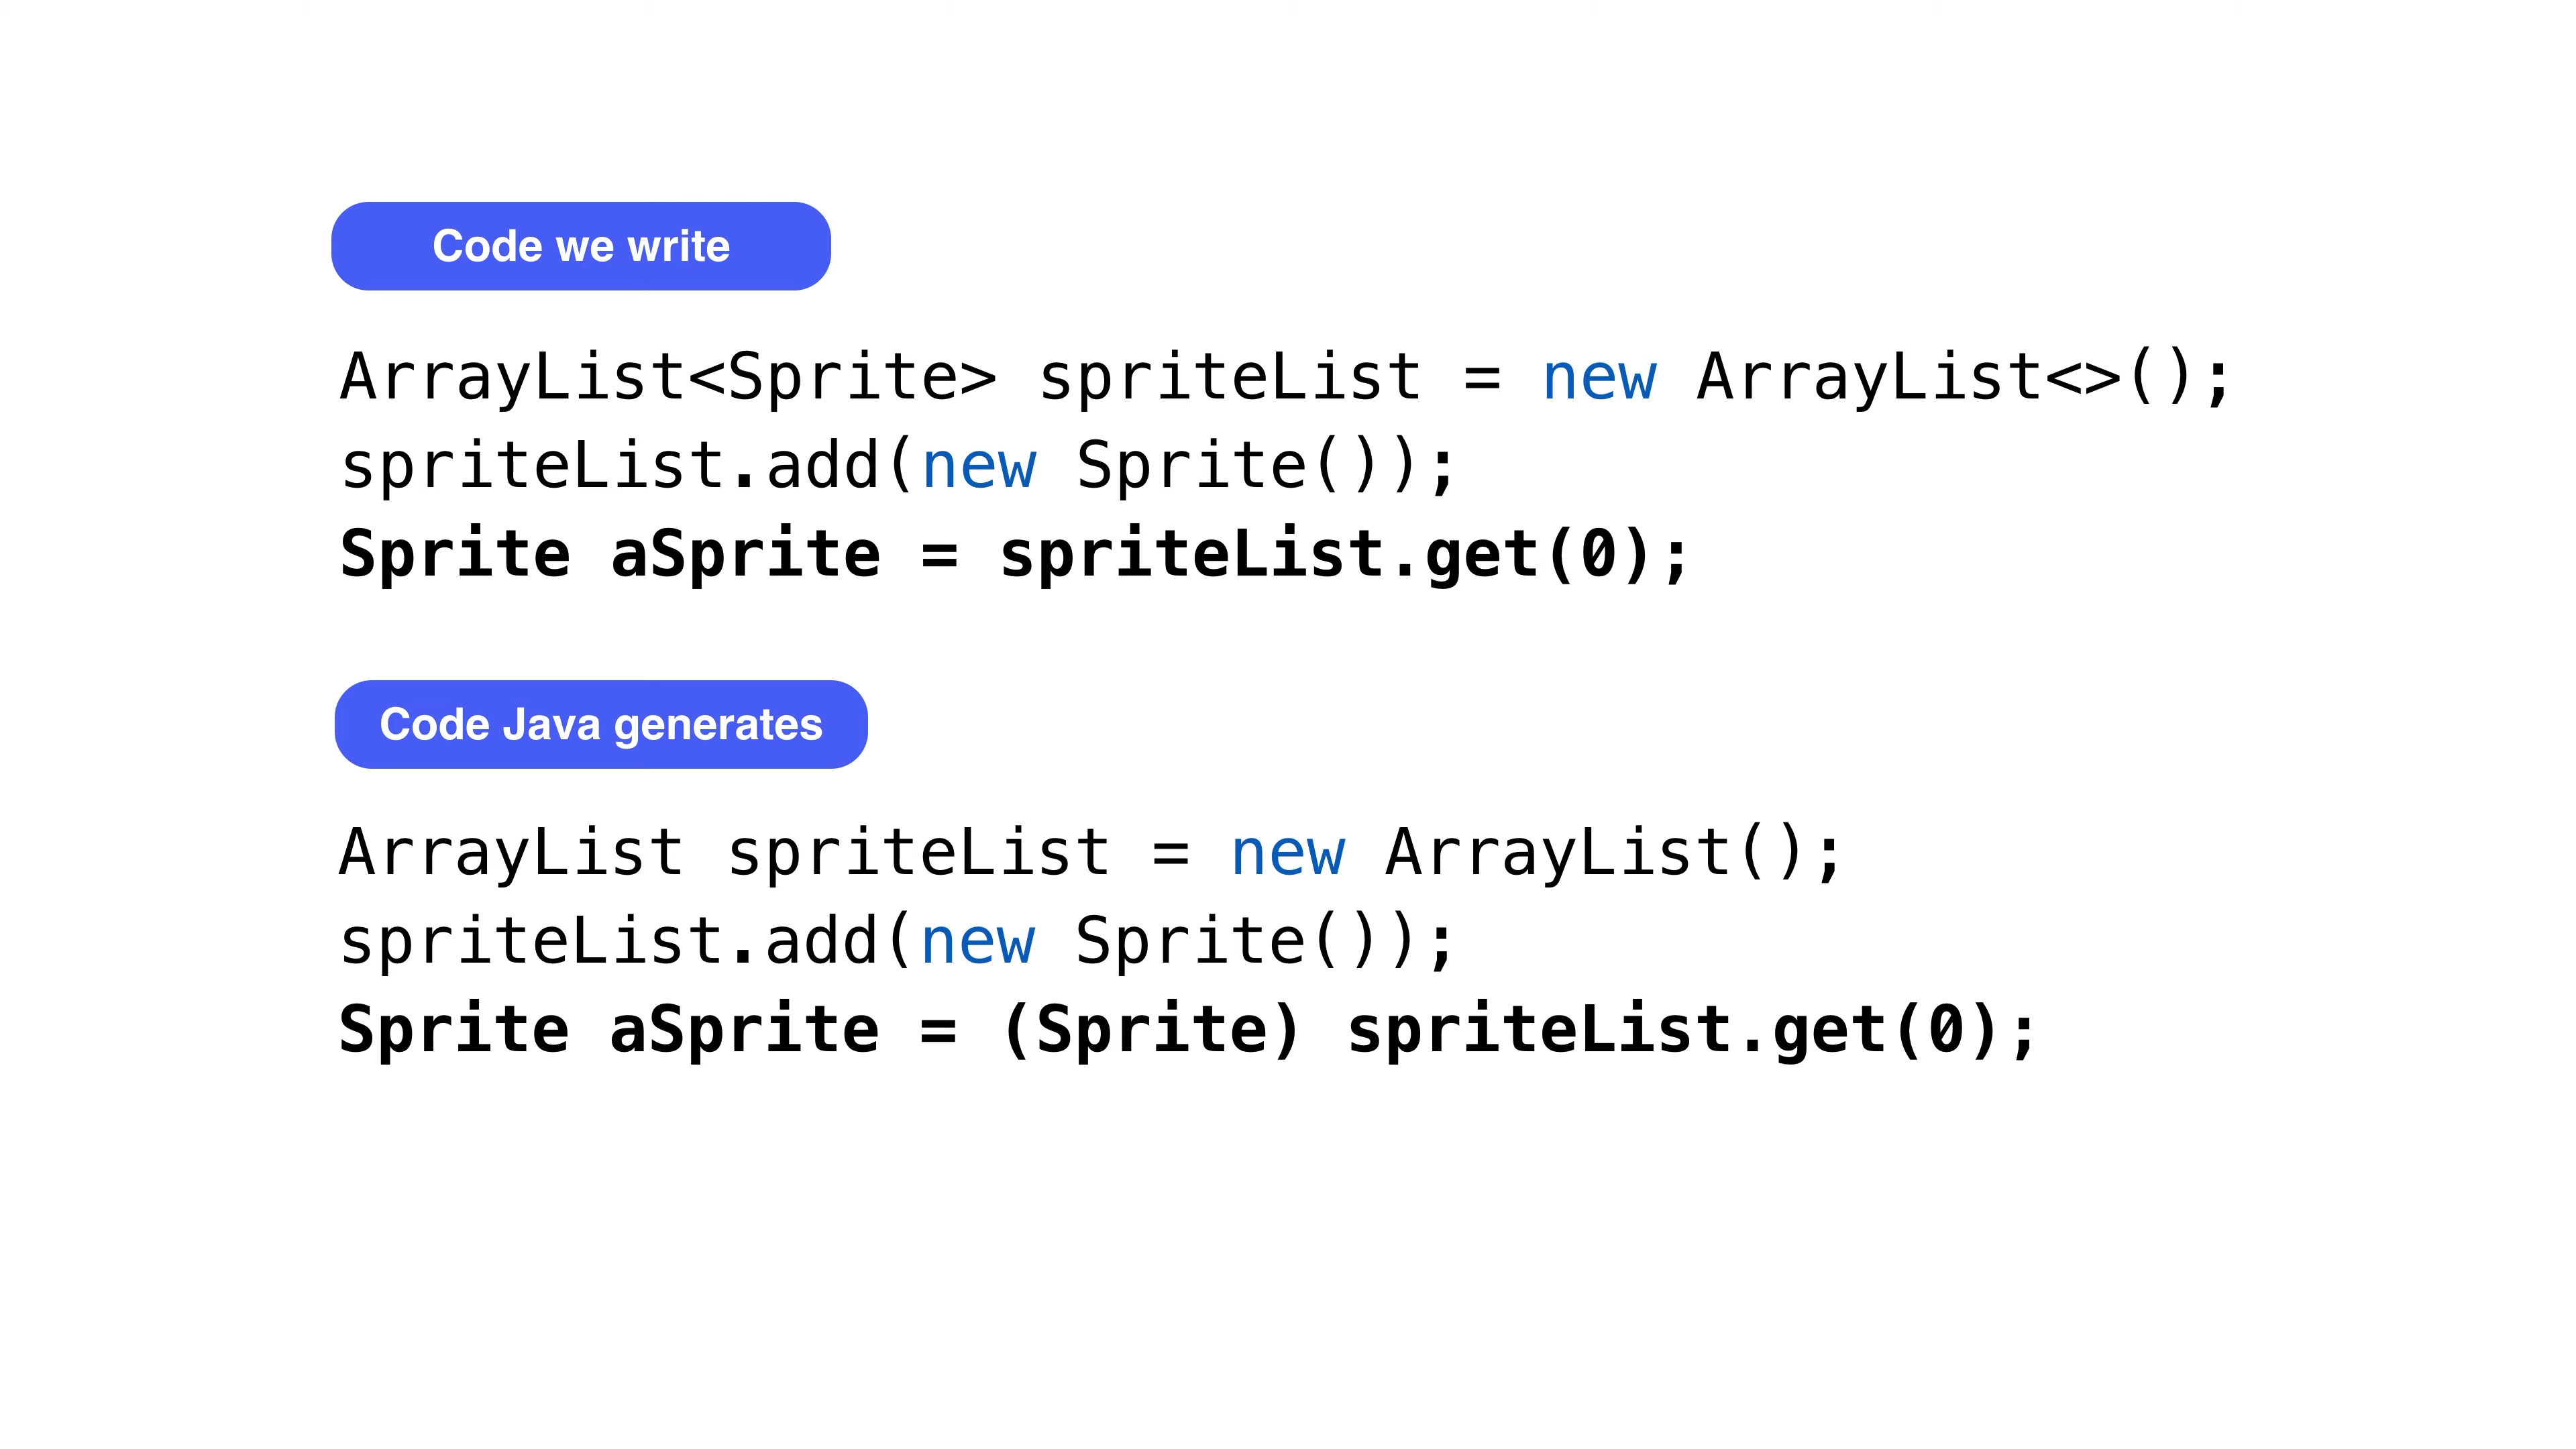 Code we write
ArrayList<Sprite> spriteList = new ArrayList<>();
spriteList.add(new Sprite());
Sprite aSprite = spriteList.get(0);
Code Java generates
ArrayList spriteList = new ArrayList();
spriteList.add(new Sprite());
Sprite aSprite = (Sprite) spriteList.get(0);